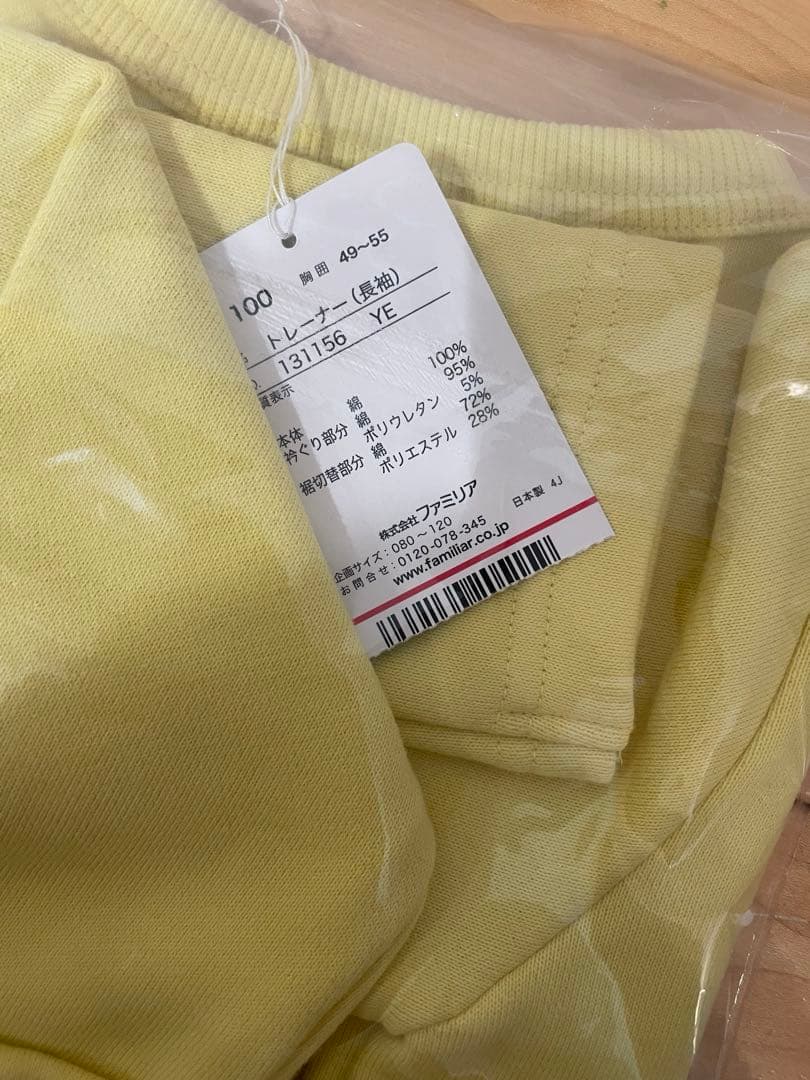 100 胸囲 49~55
トレーナー(長袖)
131156 YE
質表示
本体 綿 100%
衿ぐり部分 綿 95%
ポリウレタン 5%
裾切替部分 綿 72%
ポリエステル 28%
株式会社ファミリア
企画サイズ:080~120 日本製 4J
お問合せ:0120-078-345
www.familiar.co.jp